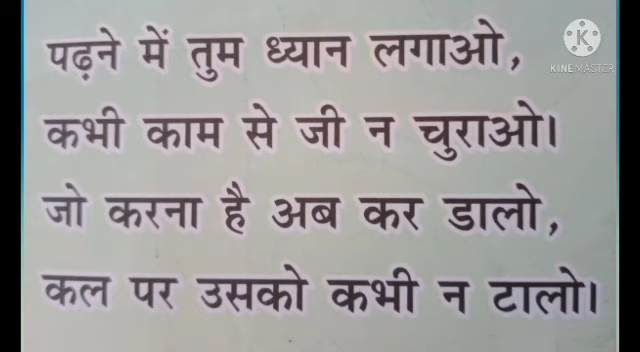 पढ़ने में तुम ध्यान लगाओ,
कभी काम से जी न चुराओ।
जो करना है अब कर डालो,
कल पर उसको कभी न टालो।
K
KINEMASTER